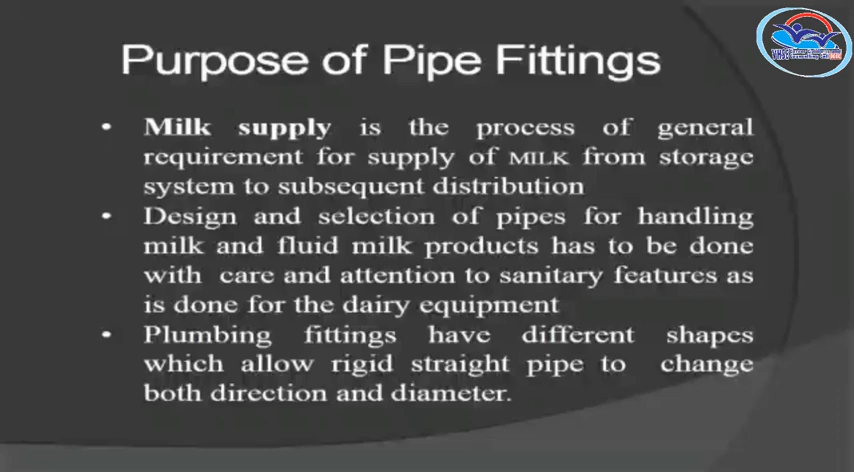 Purpose of Pipe Fittings
• Milk supply is the process of general
requirement for supply of MILK from storage
system to subsequent distribution
• Design and selection of pipes for handling
milk and fluid milk products has to be done
with care and attention to sanitary features as
is done for the dairy equipment
• Plumbing fittings have different shapes
which allow rigid straight pipe to change
both direction and diameter.